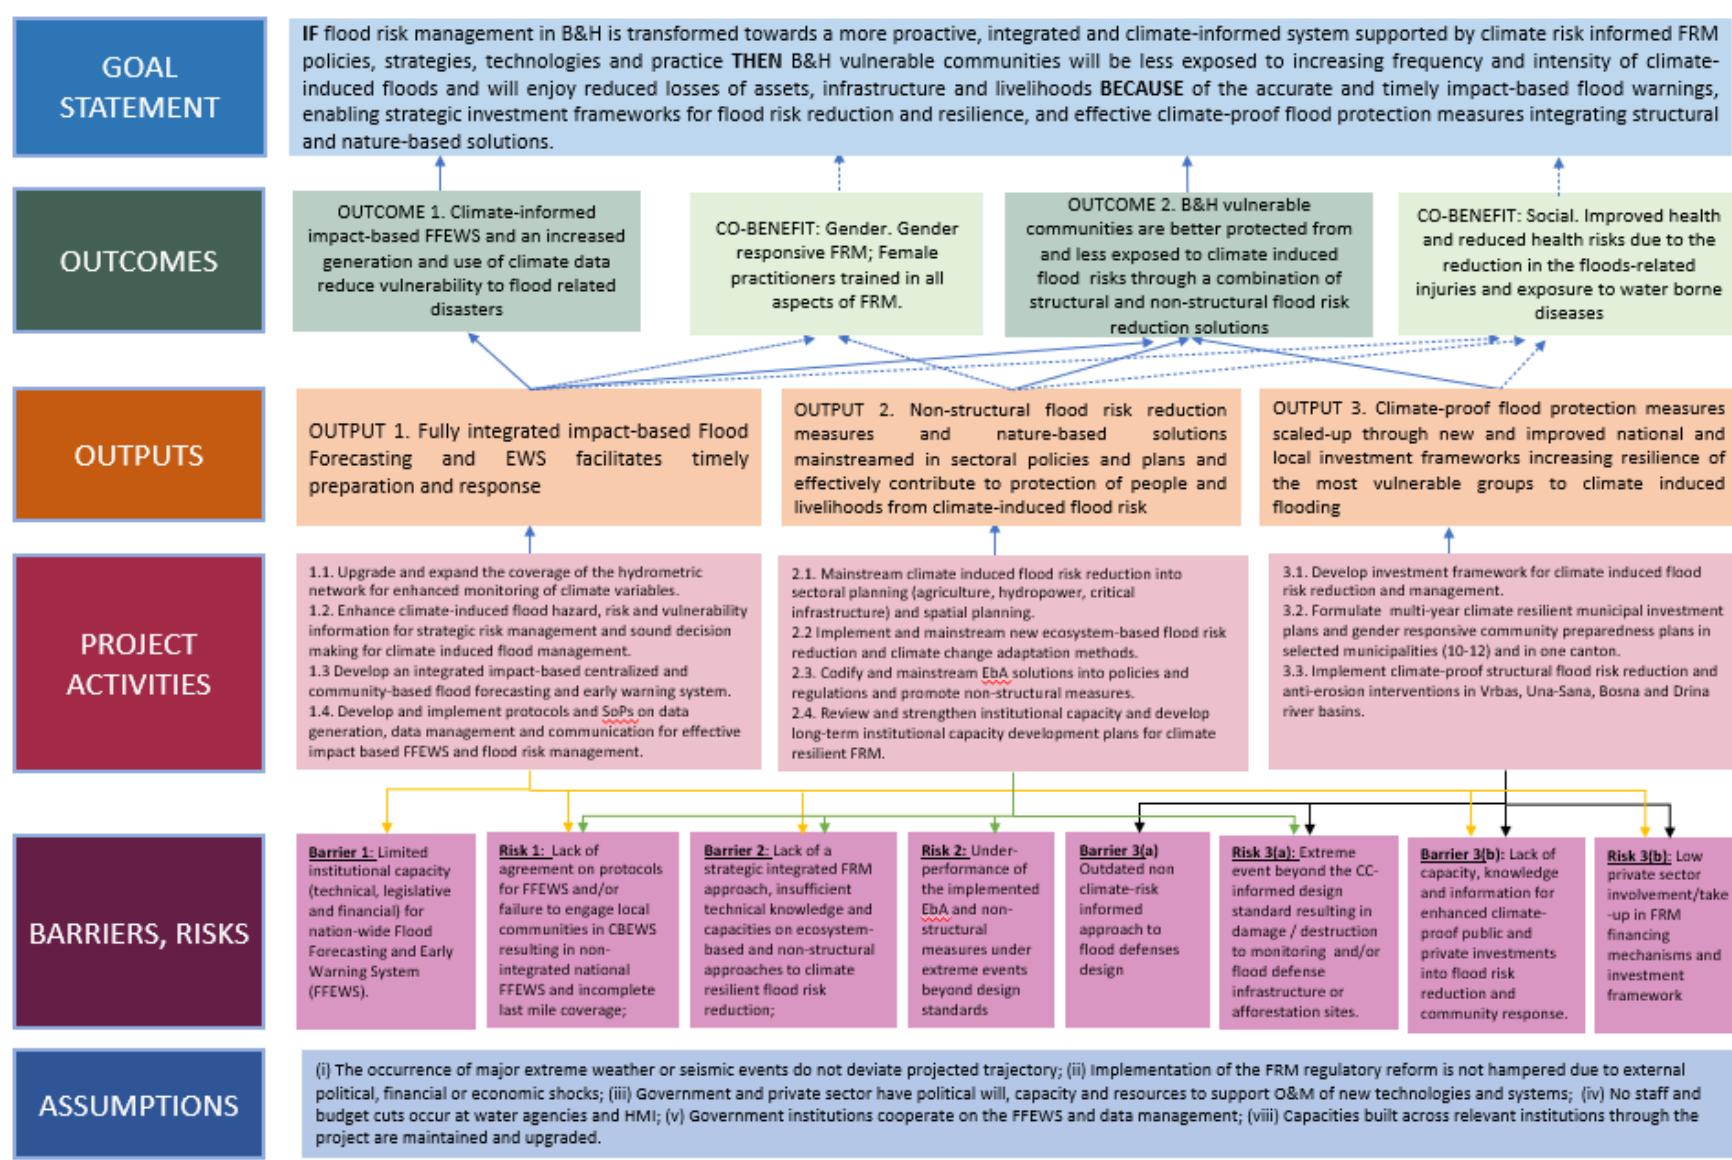 GOAL
STATEMENT
IF flood risk management in B&H is transformed towards a more proactive, integrated and climate-informed system supported by climate risk informed FRM
policies, strategies, technologies and practice THEN B&H vulnerable communities will be less exposed to increasing frequency and intensity of climate-
induced floods and will enjoy reduced losses of assets, infrastructure and livelihoods BECAUSE of the accurate and timely impact-based flood warnings,
enabling strategic investment frameworks for flood risk reduction and resilience, and effective climate-proof flood protection measures integrating structural
and nature-based solutions.
OUTCOMES
OUTCOME 1. Climate-informed
impact-based FFEWS and an increased
generation and use of climate data
reduce vulnerability to flood related
disasters
CO-BENEFIT: Gender. Gender
responsive FRM; Female
practitioners trained in all
aspects of FRM.
OUTCOME 2. B&H vulnerable
communities are better protected from
and less exposed to climate induced
flood risks through a combination of
structural and non-structural flood risk
reduction solutions
CO-BENEFIT: Social. Improved health
and reduced health risks due to the
reduction in the floods-related
injuries and exposure to water borne
diseases
OUTPUTS
OUTPUT 1. Fully integrated impact-based Flood
Forecasting and EWS facilitates timely
preparation and response
OUTPUT 2. Non-structural flood risk reduction
measures and nature-based solutions
mainstreamed in sectoral policies and plans and
effectively contribute to protection of people and
livelihoods from climate-induced flood risk
OUTPUT 3. Climate-proof flood protection measures
scaled-up through new and improved national and
local investment frameworks increasing resilience of
the most vulnerable groups to climate induced
flooding
PROJECT
ACTIVITIES
1.1. Upgrade and expand the coverage of the hydrometric
network for enhanced monitoring of climate variables.
1.2. Enhance climate-induced flood hazard, risk and vulnerability
information for strategic risk management and sound decision
making for climate induced flood management.
1.3 Develop an integrated impact-based centralized and
community-based flood forecasting and early warning system.
1.4. Develop and implement protocols and SoPs on data
generation, data management and communication for effective
impact based FFEWS and flood risk management.
2.1. Mainstream climate induced flood risk reduction into
sectoral planning (agriculture, hydropower, critical
infrastructure) and spatial planning.
2.2 Implement and mainstream new ecosystem-based flood risk
reduction and climate change adaptation methods.
2.3. Codify and mainstream EbA solutions into policies and
regulations and promote non-structural measures.
2.4. Review and strengthen institutional capacity and develop
long-term institutional capacity development plans for climate
resilient FRM.
3.1. Develop investment framework for climate induced flood
risk reduction and management.
3.2. Formulate multi-year climate resilient municipal investment
plans and gender responsive community preparedness plans in
selected municipalities (10-12) and in one canton.
3.3. Implement climate-proof structural flood risk reduction and
anti-erosion interventions in Vrbas, Una-Sana, Bosna and Drina
river basins.
BARRIERS, RISKS
Barrier 1: Limited
institutional capacity
(technical, legislative
and financial) for
nation-wide Flood
Forecasting and Early
Warning System
(FFEWS).
Risk 1: Lack of
agreement on protocols
for FFEWS and/or
failure to engage local
communities in CBEWS
resulting in non-
integrated national
FFEWS and incomplete
last mile coverage;
Barrier 2: Lack of a
strategic integrated FRM
approach, insufficient
technical knowledge and
capacities on ecosystem-
based and non-structural
approaches to climate
resilient flood risk
reduction;
Risk 2: Under-
performance of
the implemented
EbA and non-
structural
measures under
extreme events
beyond design
standards
Barrier 3(a)
Outdated non
climate-risk
informed
approach to
flood defenses
design
Risk 3(a): Extreme
event beyond the CC-
informed design
standard resulting in
damage / destruction
to monitoring and/or
flood defense
infrastructure or
afforestation sites.
Barrier 3(b): Lack of
capacity, knowledge
and information for
enhanced climate-
proof public and
private investments
into flood risk
reduction and
community response.
Risk 3(b): Low
private sector
involvement/take
-up in FRM
financing
mechanisms and
investment
framework
ASSUMPTIONS
(i) The occurrence of major extreme weather or seismic events do not deviate projected trajectory; (ii) Implementation of the FRM regulatory reform is not hampered due to external
political, financial or economic shocks; (iii) Government and private sector have political will, capacity and resources to support O&M of new technologies and systems; (iv) No staff and
budget cuts occur at water agencies and HMI; (v) Government institutions cooperate on the FFEWS and data management; (viii) Capacities built across relevant institutions through the
project are maintained and upgraded.